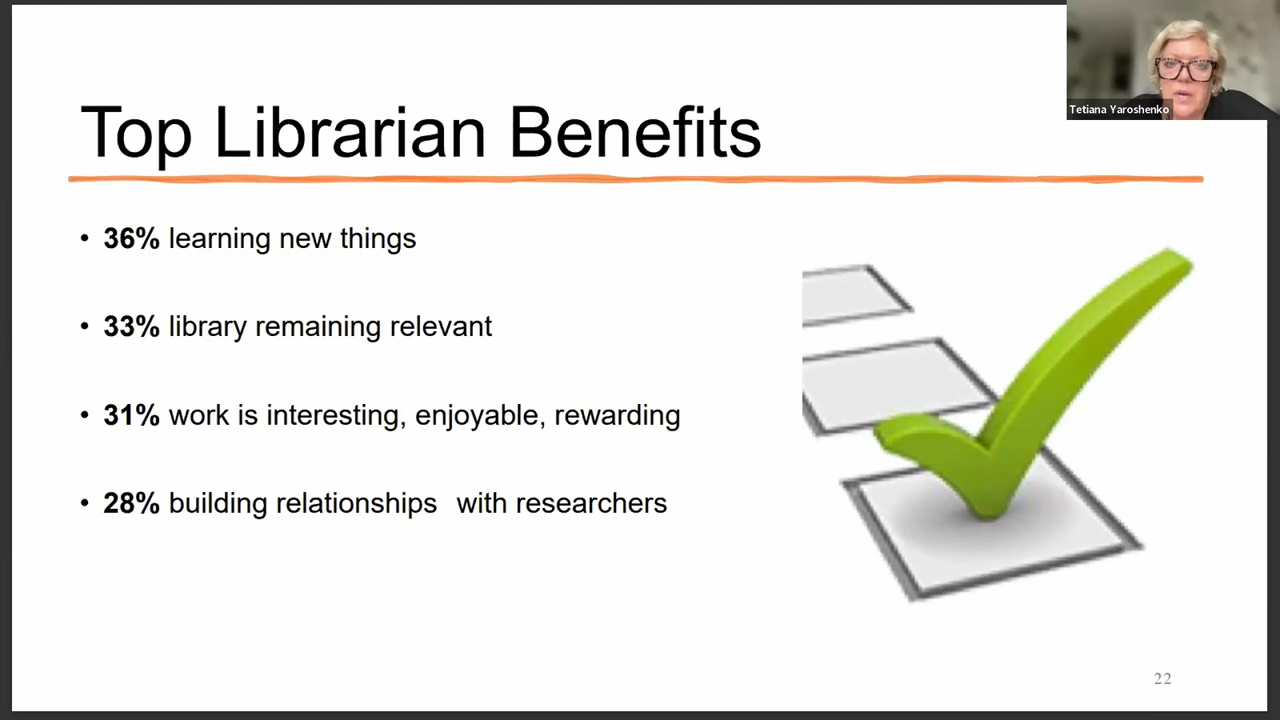 Tetiana Yaroshenko
Top Librarian Benefits
• 36% learning new things
• 33% library remaining relevant
• 31% work is interesting, enjoyable, rewarding
• 28% building relationships with researchers
22